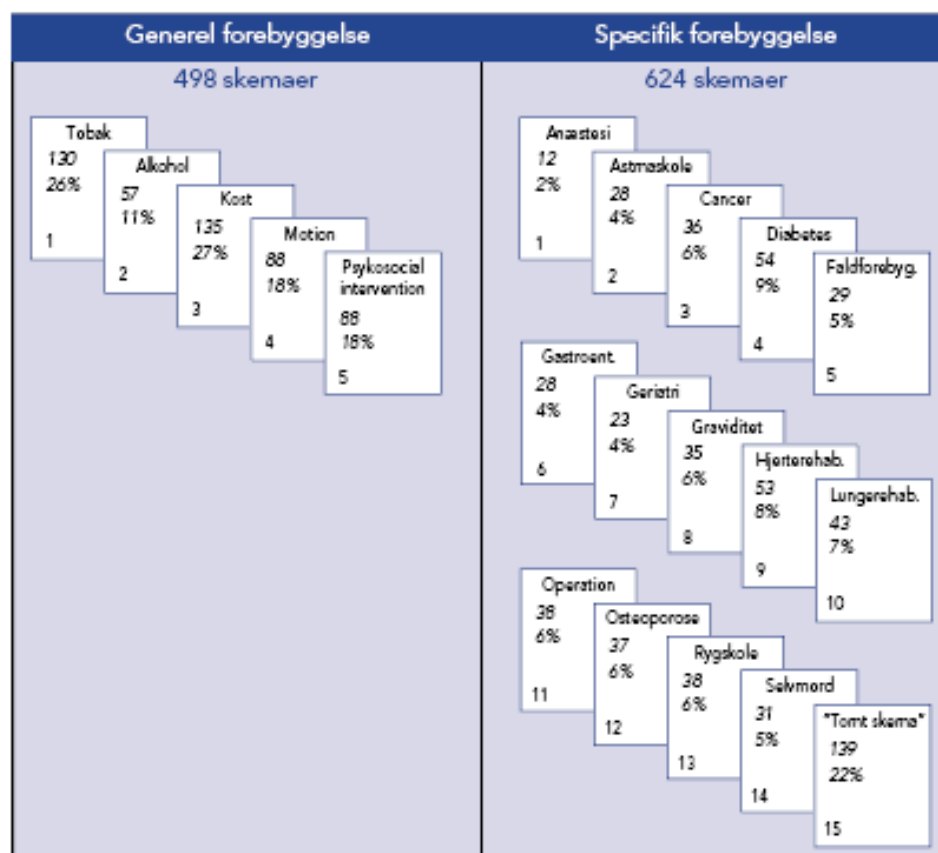 Generel forebyggelse
498 skemaer
Tobak
130
26%
1
Alkohol
57
11%
2
Kost
135
27%
3
Motion
88
18%
4
Psykosocial
intervention
88
18%
5
Specifik forebyggelse
624 skemaer
Anæstesi
12
2%
1
Astmaskole
28
4%
2
Cancer
36
6%
3
Diabetes
54
9%
4
Faldforebyg.
29
5%
5
Gastroent.
28
4%
6
Geriatri
23
4%
7
Graviditet
35
6%
8
Hjerterehab.
53
8%
9
Lungerehab.
43
7%
10
Operation
38
6%
11
Osteoporose
37
6%
12
Rygskole
38
6%
13
Selvmord
31
5%
14
"Tomt skema"
139
22%
15